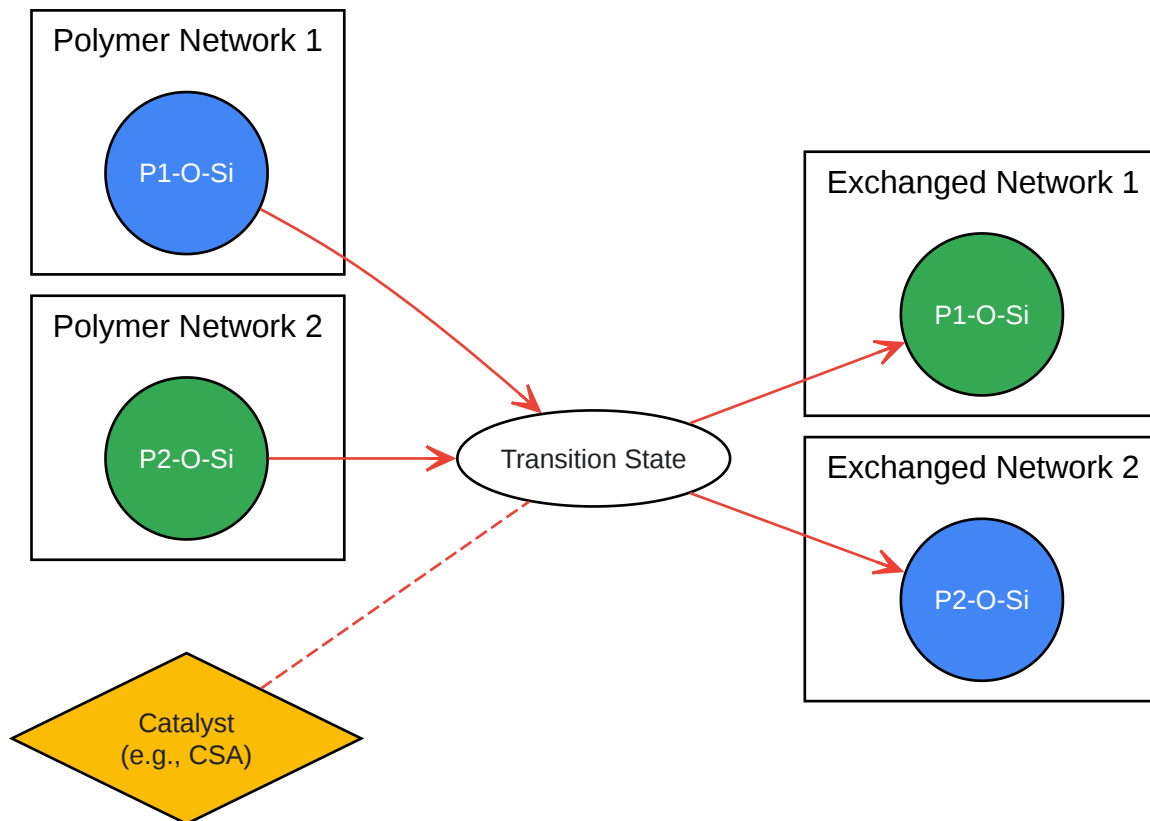 Polymer Network 1
P1-O-Si
Polymer Network 2
P2-O-Si
Transition State
Catalyst
(e.g., CSA)
Exchanged Network 1
P1-O-Si
Exchanged Network 2
P2-O-Si